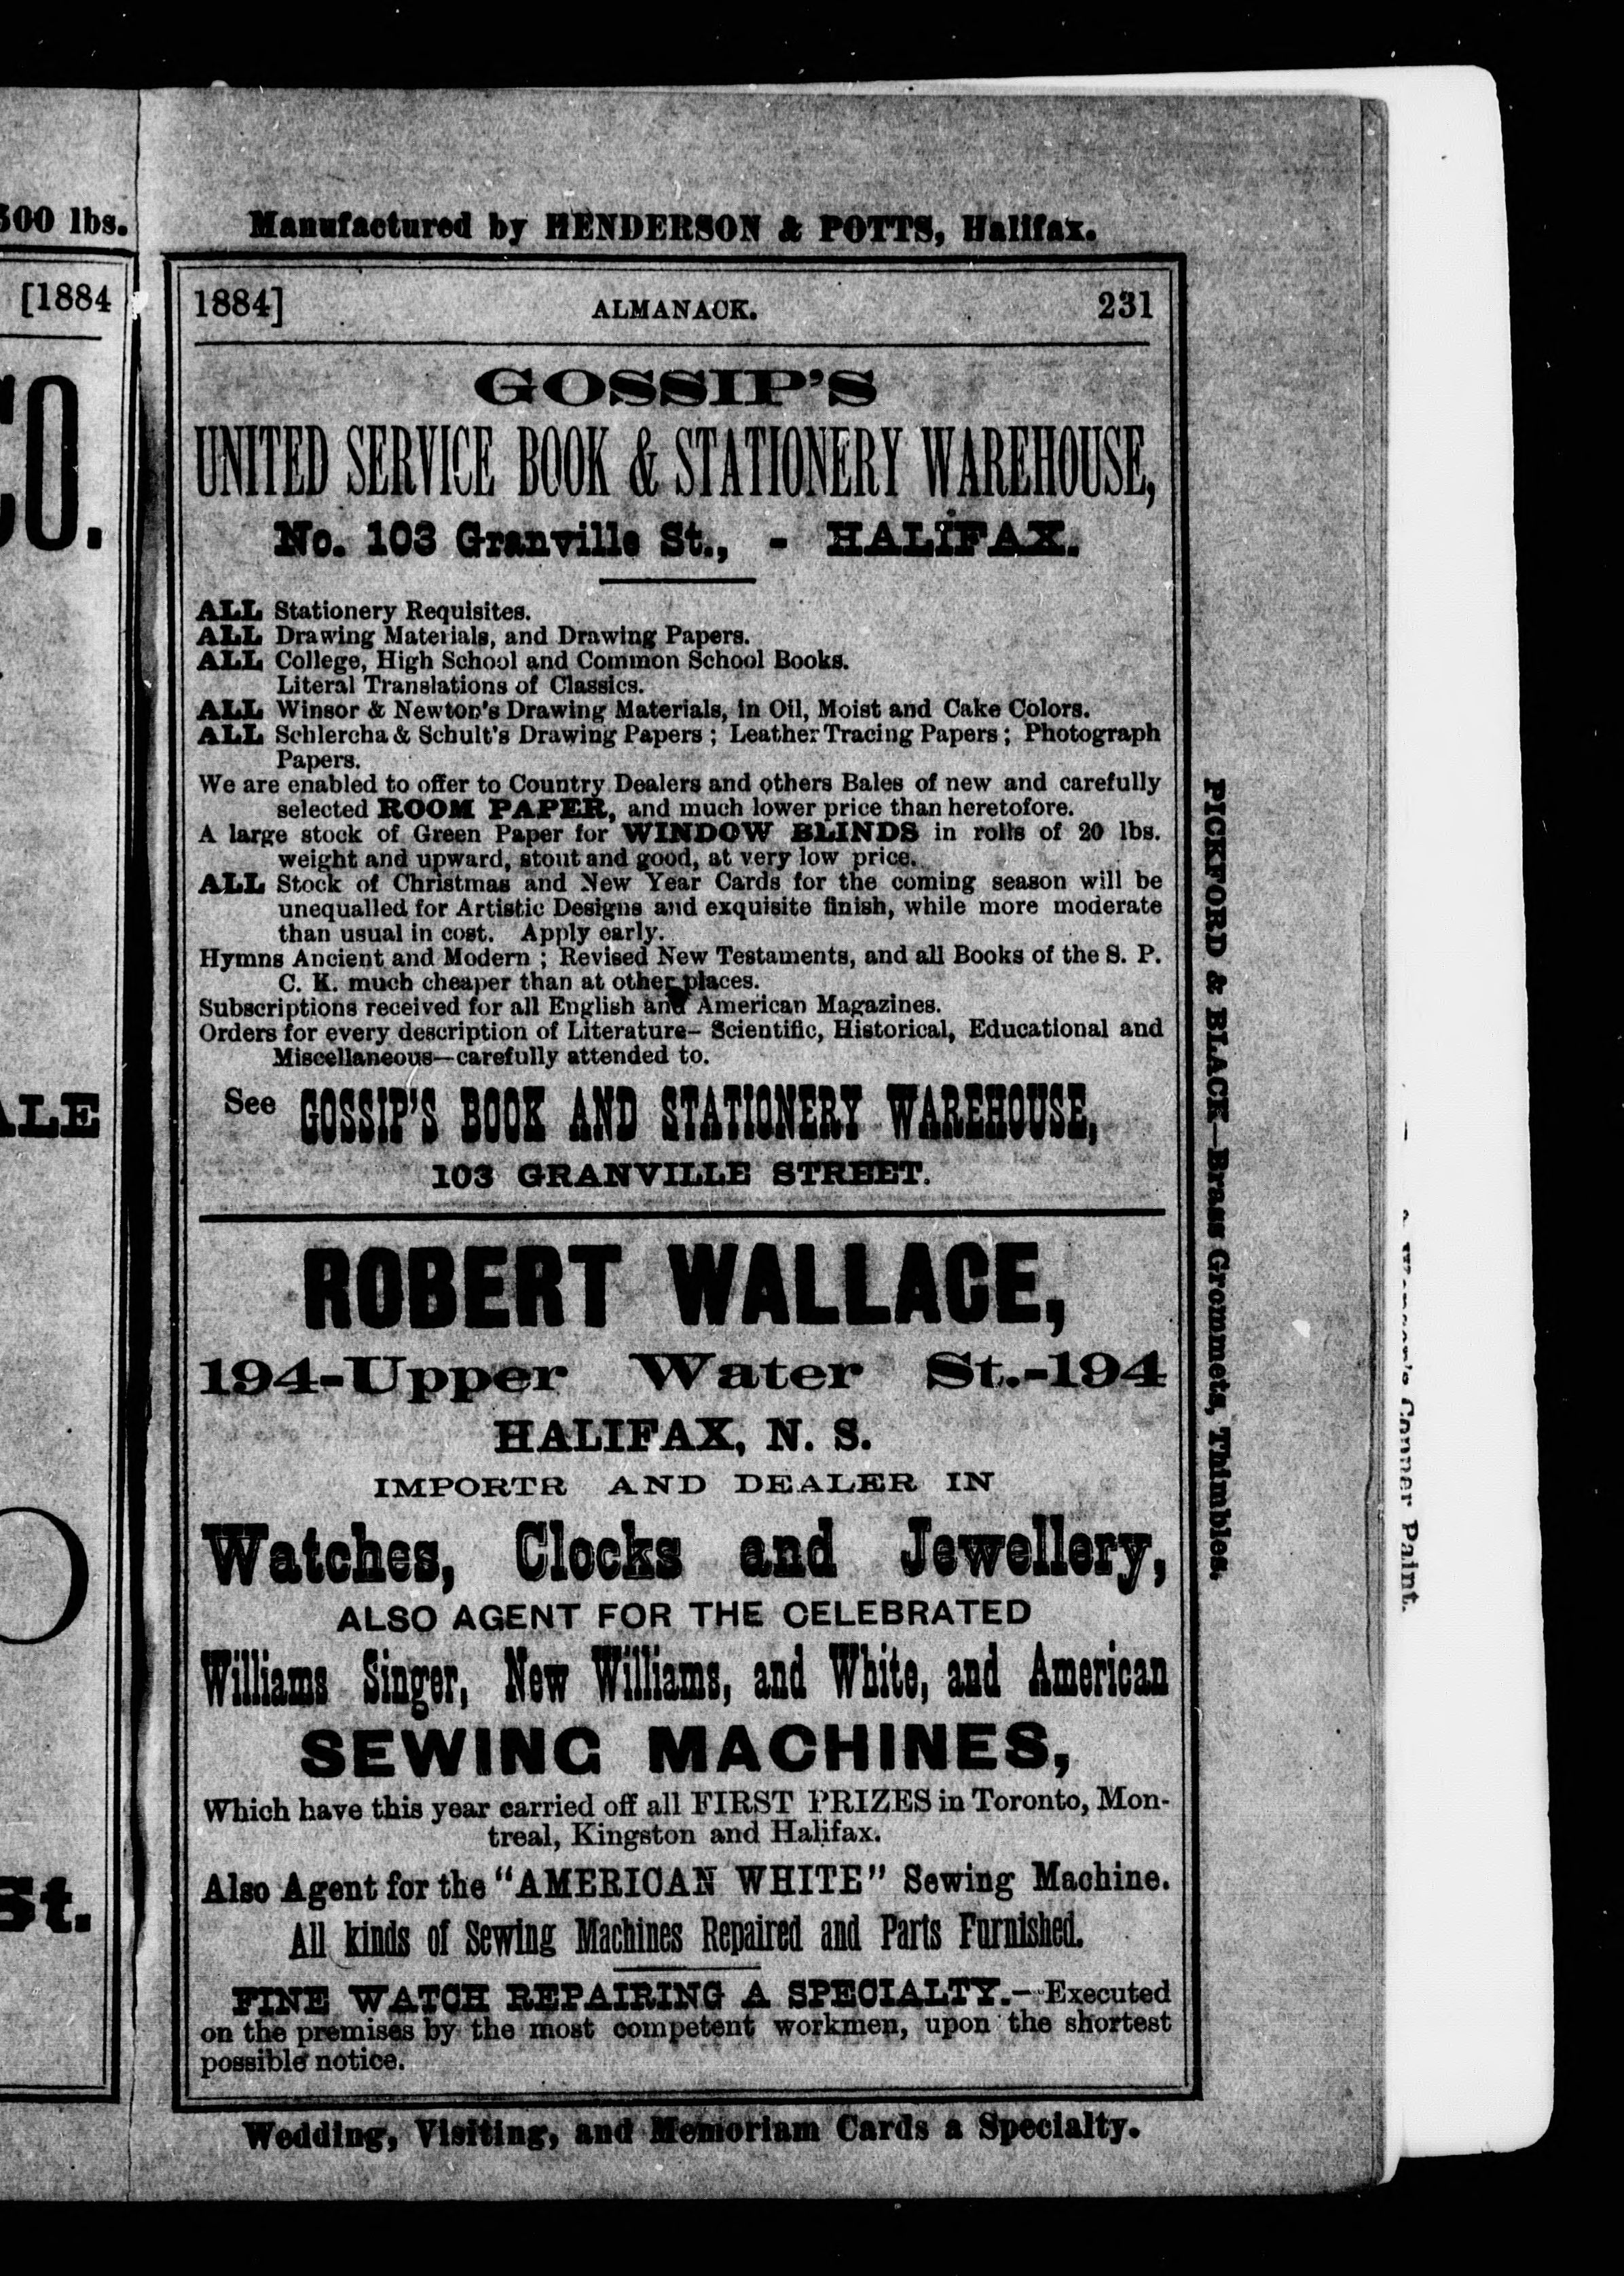 500 lbs.
[1884
CO.
ALE
St.
Manufactured by HENDERSON & POTTS, Halifax.
1884] ALMANACK. 231
GOSSIP'S
UNITED SERVICE BOOK & STATIONERY WAREHOUSE,
No. 103 Granville St., - HALIFAX.
ALL Stationery Requisites.
ALL Drawing Materials, and Drawing Papers.
ALL College, High School and Common School Books.
Literal Translations of Classics.
ALL Winsor & Newton's Drawing Materials, in Oil, Moist and Cake Colors.
ALL Schlercha & Schult's Drawing Papers; Leather Tracing Papers; Photograph
Papers.
We are enabled to offer to Country Dealers and others Bales of new and carefully
selected ROOM PAPER, and much lower price than heretofore.
A large stock of Green Paper for WINDOW BLINDS in rolls of 20 lbs.
weight and upward, stout and good, at very low price.
ALL Stock of Christmas and New Year Cards for the coming season will be
unequalled for Artistic Designs and exquisite finish, while more moderate
than usual in cost. Apply early.
Hymns Ancient and Modern; Revised New Testaments, and all Books of the S. P.
C. K. much cheaper than at other places.
Subscriptions received for all English and American Magazines.
Orders for every description of Literature- Scientific, Historical, Educational and
Miscellaneous—carefully attended to.
See GOSSIP'S BOOK AND STATIONERY WAREHOUSE,
103 GRANVILLE STREET.
ROBERT WALLACE,
194-Upper Water St.-194
HALIFAX, N. S.
IMPORTR AND DEALER IN
Watches, Clocks and Jewellery,
ALSO AGENT FOR THE CELEBRATED
Williams Singer, New Williams, and White, and American
SEWING MACHINES,
Which have this year carried off all FIRST PRIZES in Toronto, Mon-
treal, Kingston and Halifax.
Also Agent for the "AMERICAN WHITE" Sewing Machine.
All kinds of Sewing Machines Repaired and Parts Furnished.
FINE WATCH REPAIRING A SPECIALTY.—Executed
on the premises by the most competent workmen, upon the shortest
possible notice.
Wedding, Visiting, and Memoriam Cards a Specialty.
PICKFORD & BLACK—Brass Grommets, Thimbles.
Copper Paint.